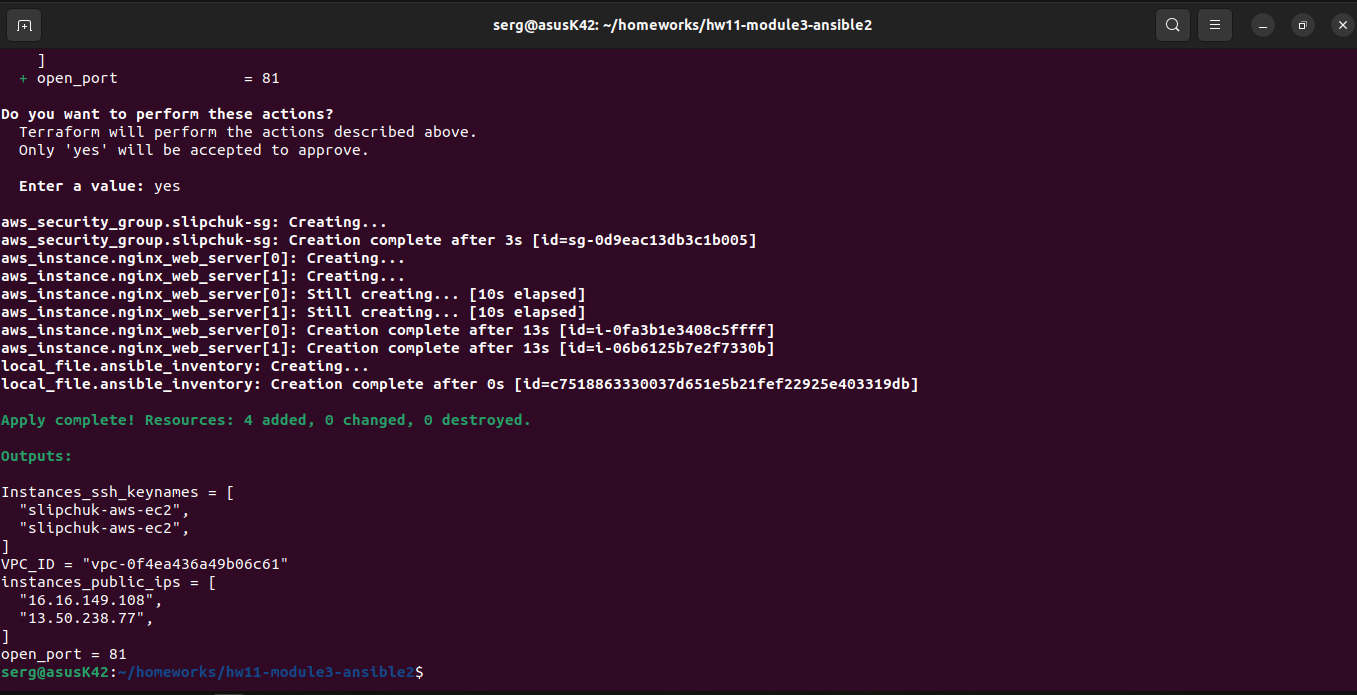 serg@asusK42: ~/homeworks/hw11-module3-ansible2
]
+ open_port = 81
Do you want to perform these actions?
Terraform will perform the actions described above.
Only 'yes' will be accepted to approve.
Enter a value: yes
aws_security_group.slipchuk-sg: Creating...
aws_security_group.slipchuk-sg: Creation complete after 3s [id=sg-0d9eac13db3c1b005]
aws_instance.nginx_web_server[0]: Creating...
aws_instance.nginx_web_server[1]: Creating...
aws_instance.nginx_web_server[0]: Still creating... [10s elapsed]
aws_instance.nginx_web_server[1]: Still creating... [10s elapsed]
aws_instance.nginx_web_server[0]: Creation complete after 13s [id=i-0fa3b1e3408c5ffff]
aws_instance.nginx_web_server[1]: Creation complete after 13s [id=i-06b6125b7e2f7330b]
local_file.ansible_inventory: Creating...
local_file.ansible_inventory: Creation complete after 0s [id=c7518863330037d651e5b21fef22925e403319db]
Apply complete! Resources: 4 added, 0 changed, 0 destroyed.
Outputs:
Instances_ssh_keynames = [
"slipchuk-aws-ec2",
"slipchuk-aws-ec2",
]
VPC_ID = "vpc-0f4ea436a49b06c61"
instances_public_ips = [
"16.16.149.108",
"13.50.238.77",
]
open_port = 81
serg@asusK42:~/homeworks/hw11-module3-ansible2$